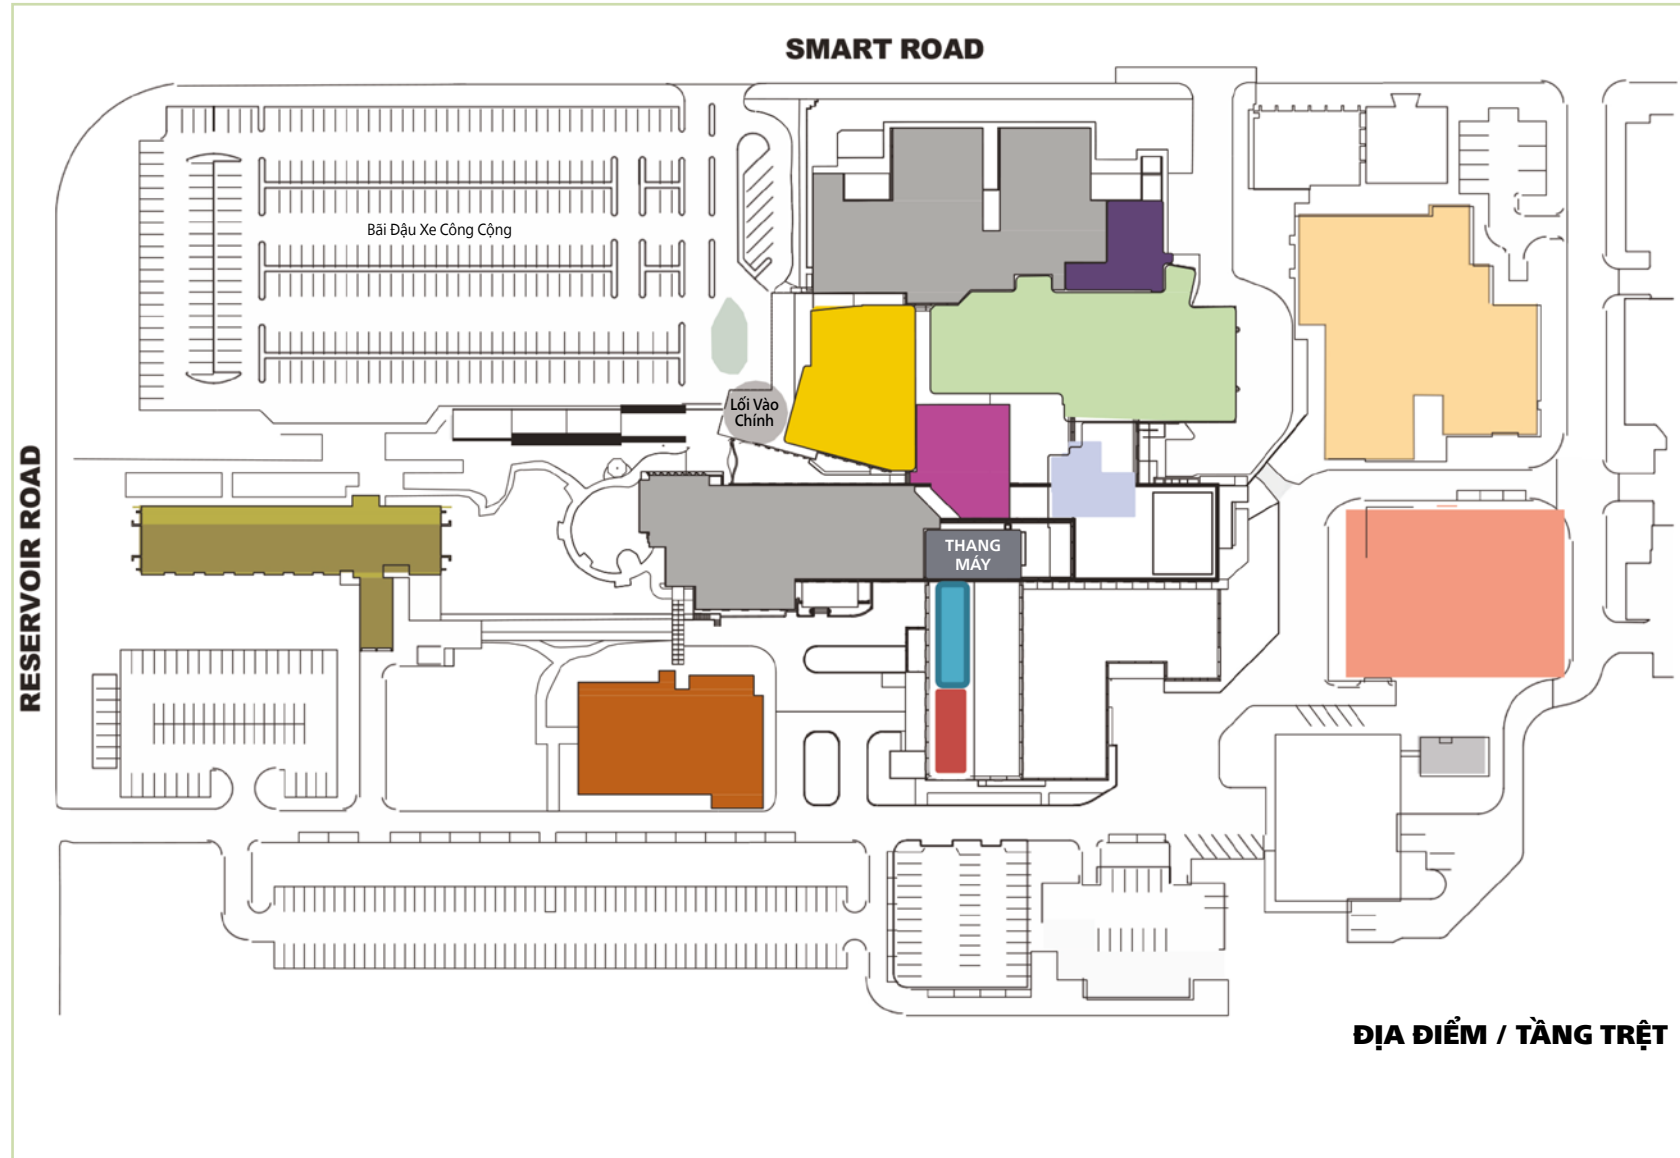 SMART ROAD
Bãi Đậu Xe Công Cộng
Lối Vào
Chính
RESERVOIR ROAD
THANG
MÁY
ĐỊA ĐIỂM / TẦNG TRỆT